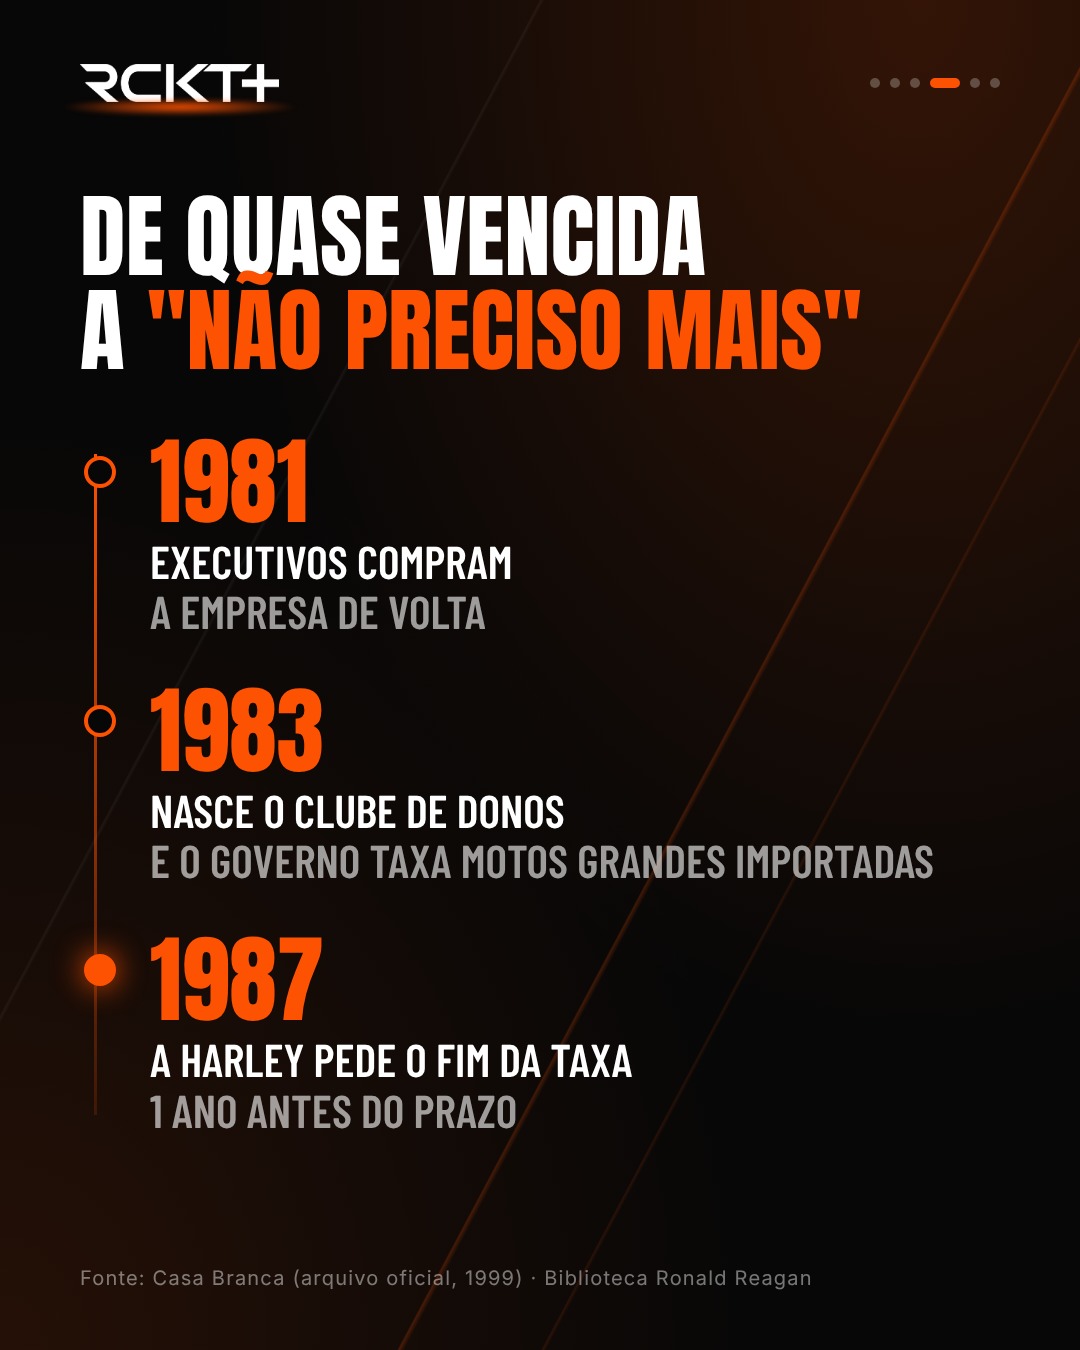 RCKT+
DE QUASE VENCIDA
A "NÃO PRECISO MAIS"
1981
EXECUTIVOS COMPRAM
A EMPRESA DE VOLTA
1983
NASCE O CLUBE DE DONOS
E O GOVERNO TAXA MOTOS GRANDES IMPORTADAS
1987
A HARLEY PEDE O FIM DA TAXA
1 ANO ANTES DO PRAZO
Fonte: Casa Branca (arquivo oficial, 1999) · Biblioteca Ronald Reagan